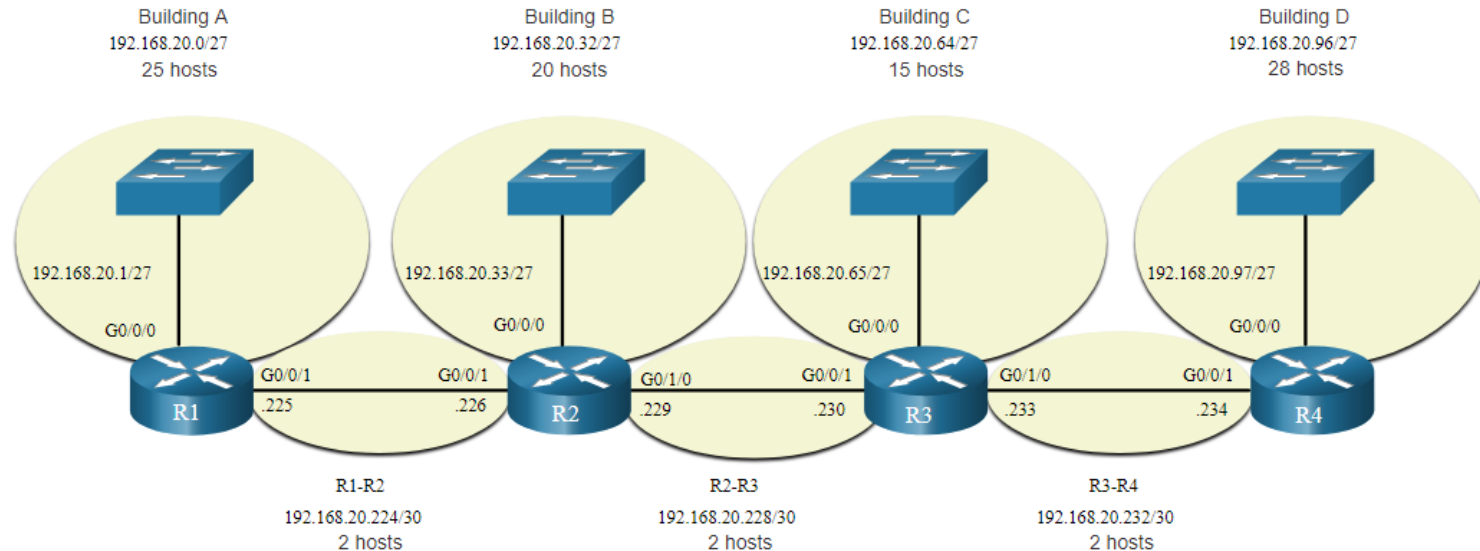 Building A
192.168.20.0/27
25 hosts
Building B
192.168.20.32/27
20 hosts
Building C
192.168.20.64/27
15 hosts
Building D
192.168.20.96/27
28 hosts
192.168.20.1/27
192.168.20.33/27
192.168.20.65/27
192.168.20.97/27
G0/0/0
G0/0/0
G0/0/0
G0/0/0
R1
G0/0/1
.225
G0/0/1
.226
R2
G0/1/0
.229
G0/0/1
.230
R3
G0/1/0
.233
G0/0/1
.234
R4
R1-R2
192.168.20.224/30
2 hosts
R2-R3
192.168.20.228/30
2 hosts
R3-R4
192.168.20.232/30
2 hosts